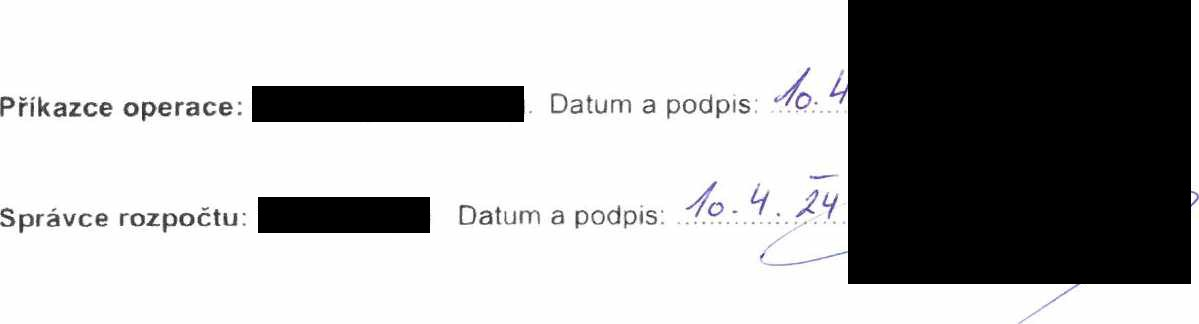 Příkazce operace: Datum a podpis: 10. 4
Správce rozpočtu: Datum a podpis: 10. 4. 24